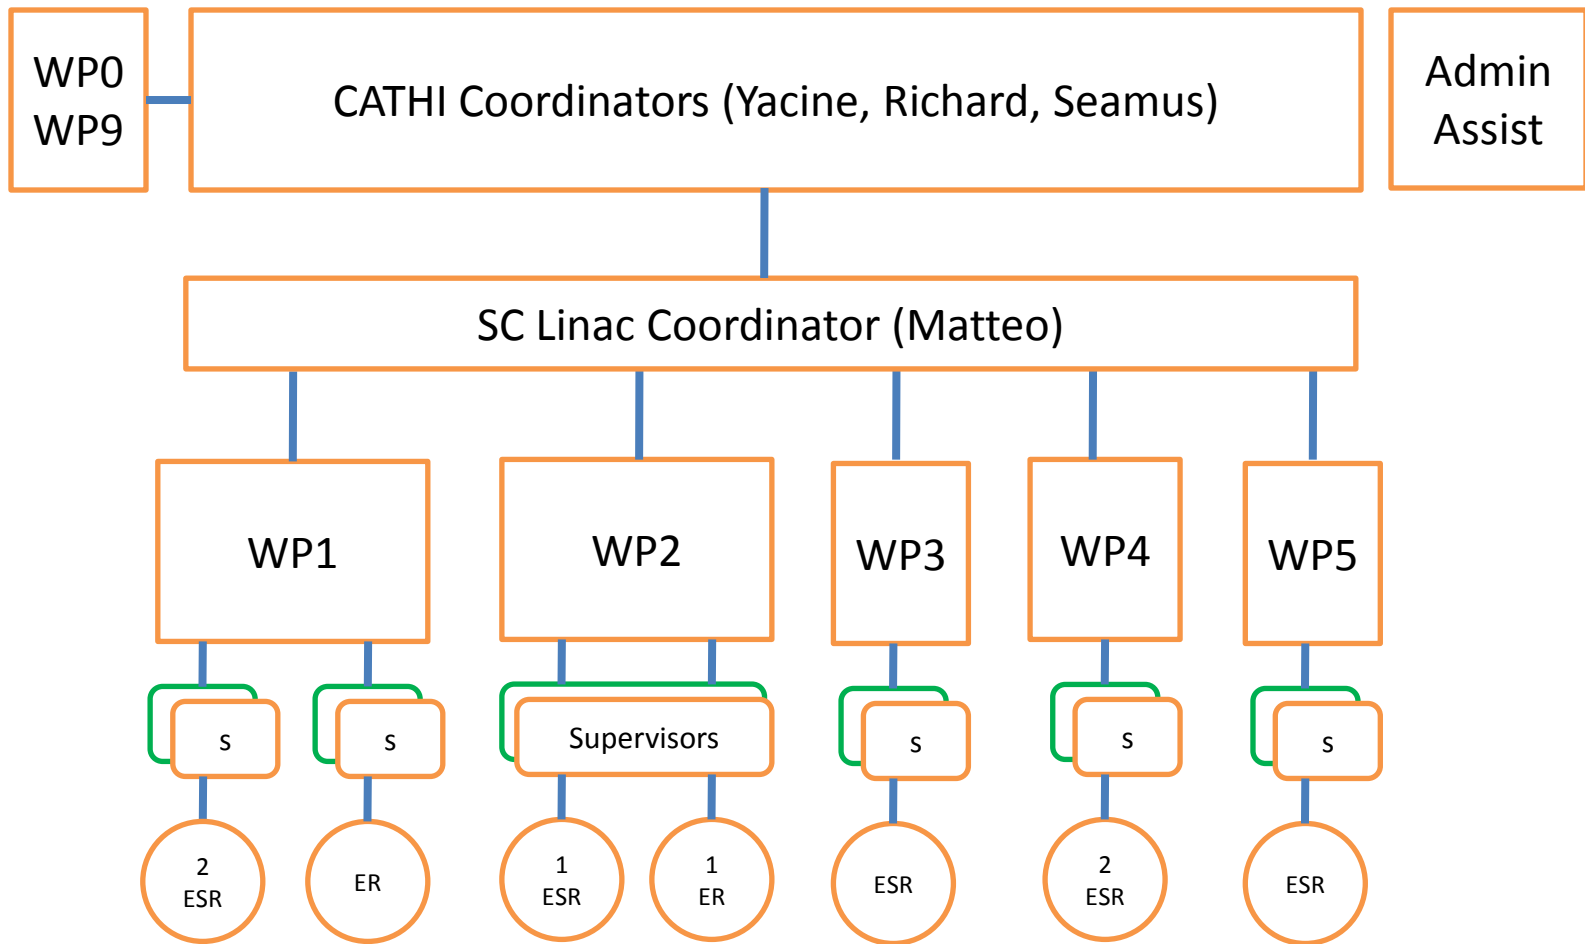 WP0
WP9
CATHI Coordinators (Yacine, Richard, Seamus)
Admin
Assist
SC Linac Coordinator (Matteo)
WP1
WP2
WP3
WP4
WP5
s
s
Supervisors
s
s
s
2
ESR
ER
1
ESR
1
ER
ESR
2
ESR
ESR